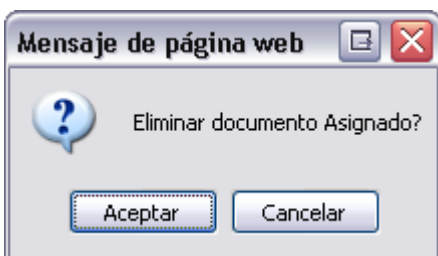 Mensaje de página web
Eliminar documento Asignado?
Aceptar Cancelar